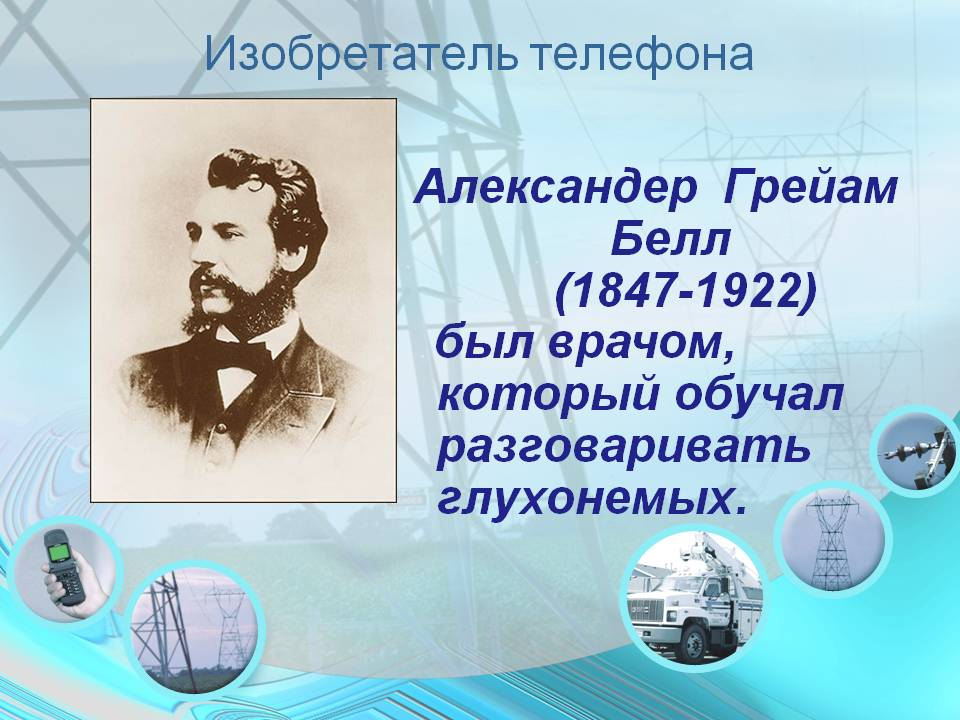 Изобретатель телефона
Александер Грейам
Белл
(1847-1922)
был врачом,
который обучал
разговаривать
глухонемых.